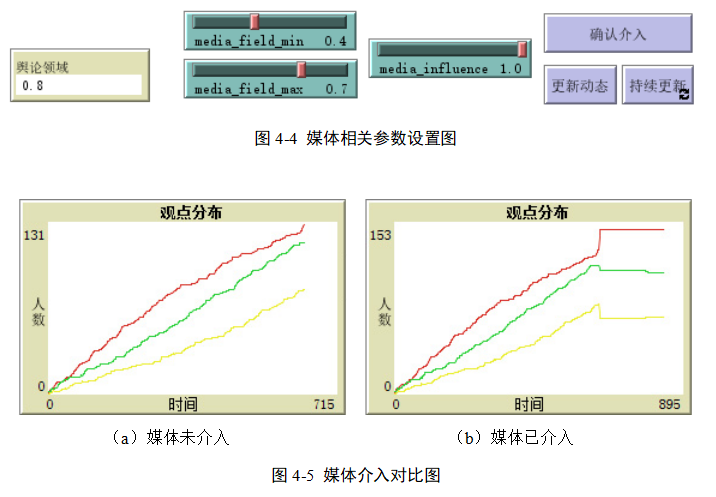 舆论领域
0.8
media_field_min 0.4
media_field_max 0.7
media_influence 1.0
确认介入
更新动态
持续更新
图 4-4 媒体相关参数设置图
观点分布
131
人数
0
0 时间 715
(a) 媒体未介入
观点分布
153
人数
0
0 时间 895
(b) 媒体已介入
图 4-5 媒体介入对比图